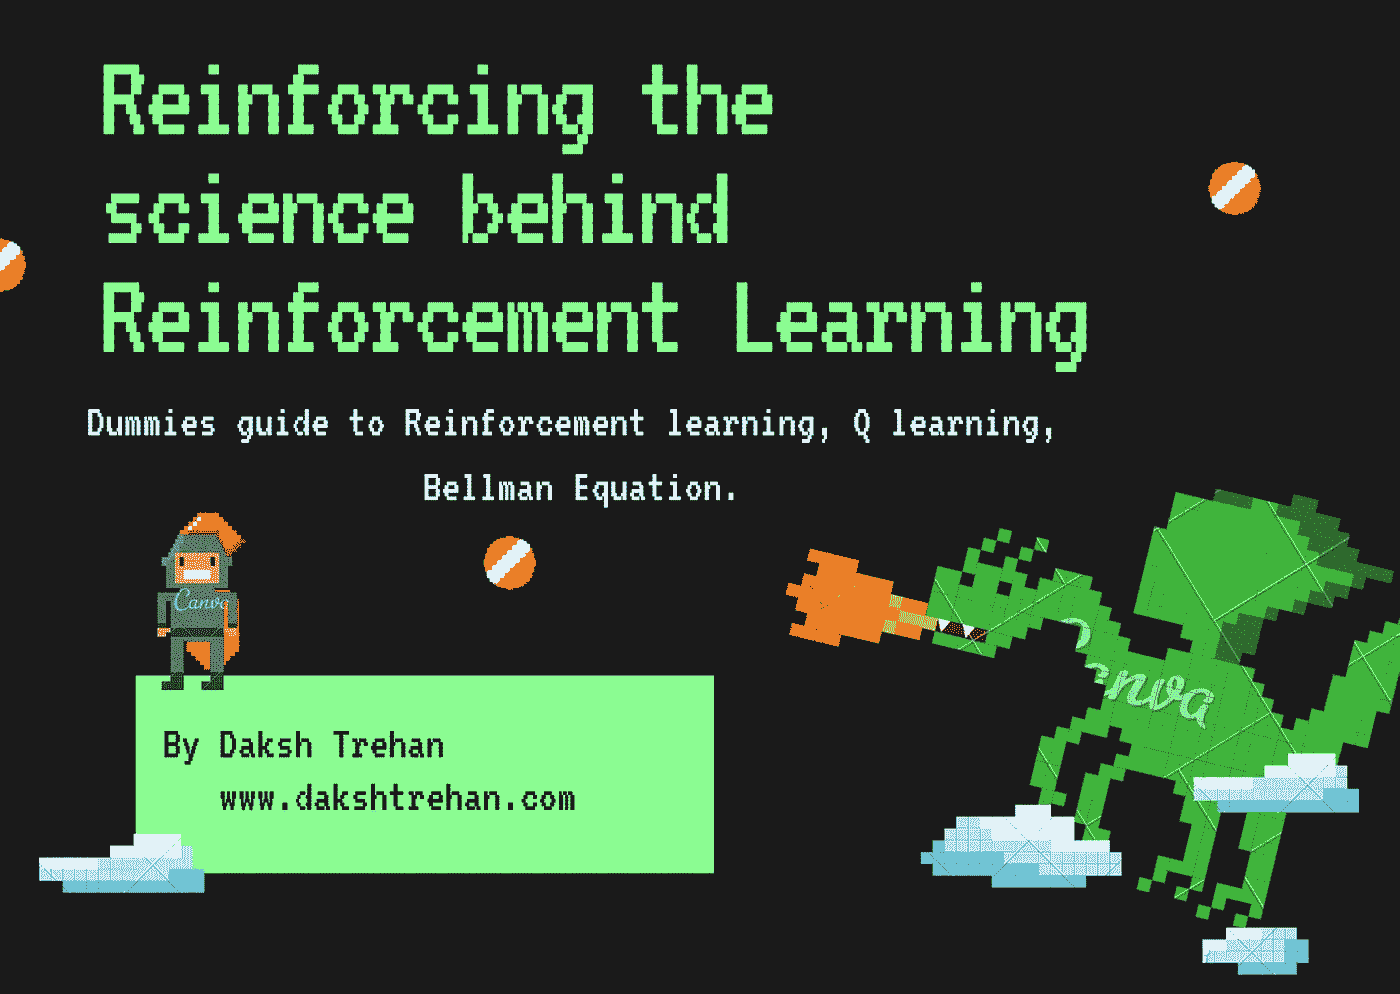 Reinforcing the
science behind
Reinforcement Learning
Dummies guide to Reinforcement learning, Q learning,
Bellman Equation.
Canva
Canva
By Daksh Trehan
www.dakshtrehan.com